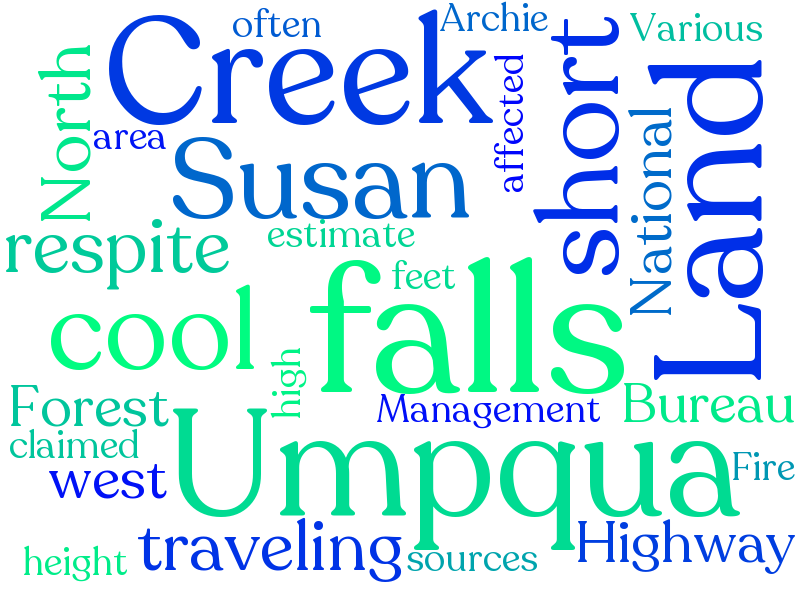 often
Archie
Various
Creek
North
area
affected
short
Land
Susan
National
respite
estimate
feet
cool
falls
high
Forest
Management
Bureau
claimed
Umpqua
west
Fire
traveling
Highway
height
sources